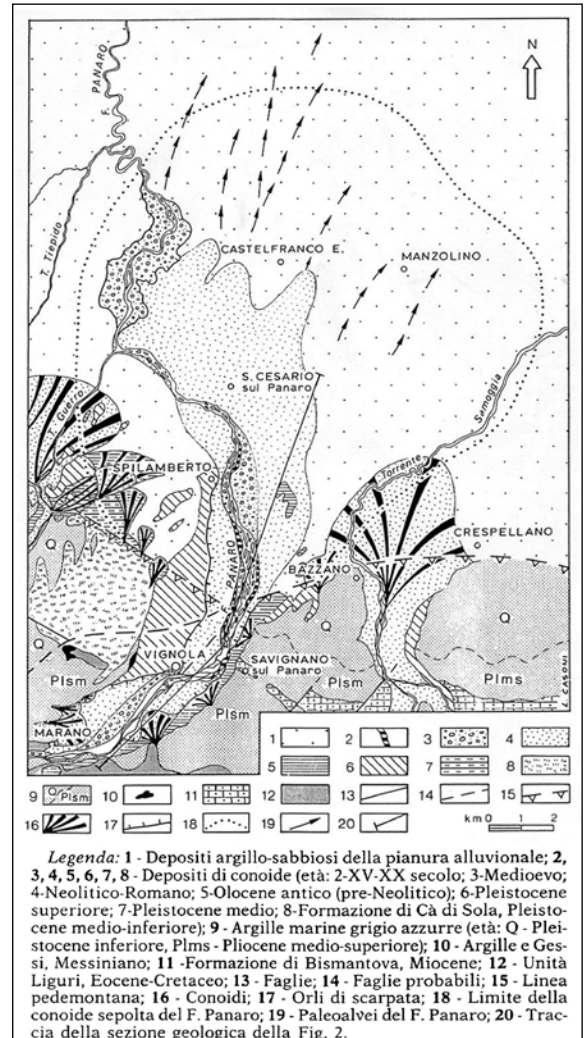 N
F. PANARO
T. Tiepido
CASTELFRANCO E.
MANZOLINO
S. CESARIO
sul Panaro
Guerro
Samoggia
Torrente
SPILAMBERTO
CRESPELLANO
BAZZANO
F. PANARO
Q
Q
Q
VIGNOLA
SAVIGNANO
sul Panaro
Plsm
Plsm
Plms
Plsm
MARANO
L. CASONI
1 2 3 4
5 6 7 8
9 Q Plsm 10 11 12 13 14 15
16 17 18 19 20 km 0 1 2
Legenda: 1 - Depositi argillo-sabbiosi della pianura alluvionale; 2,
3, 4, 5, 6, 7, 8 - Depositi di conoide (età: 2-XV-XX secolo; 3-Medioevo;
4-Neolitico-Romano; 5-Olocene antico (pre-Neolitico); 6-Pleistocene
superiore; 7-Pleistocene medio; 8-Formazione di Cà di Sola, Pleisto-
cene medio-inferiore); 9 - Argille marine grigio azzurre (età: Q - Plei-
stocene inferiore, Plms - Pliocene medio-superiore); 10 - Argille e Ges-
si, Messiniano; 11 -Formazione di Bismantova, Miocene; 12 - Unità
Liguri, Eocene-Cretaceo; 13 - Faglie; 14 - Faglie probabili; 15 - Linea
pedemontana; 16 - Conoidi; 17 - Orli di scarpata; 18 - Limite della
conoide sepolta del F. Panaro; 19 - Paleoalvei del F. Panaro; 20 - Trac-
cia della sezione geologica della Fig. 2.